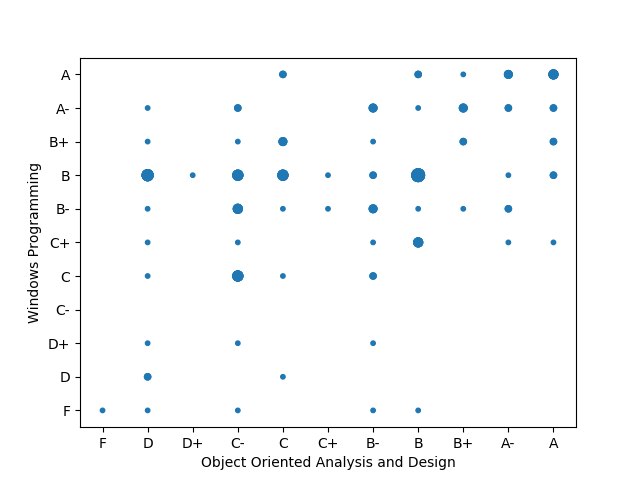 A
A-
B+
B
B-
C+
C
C-
D+
D
F
Windows Programming
F D D+ C- C C+ B- B B+ A- A
Object Oriented Analysis and Design